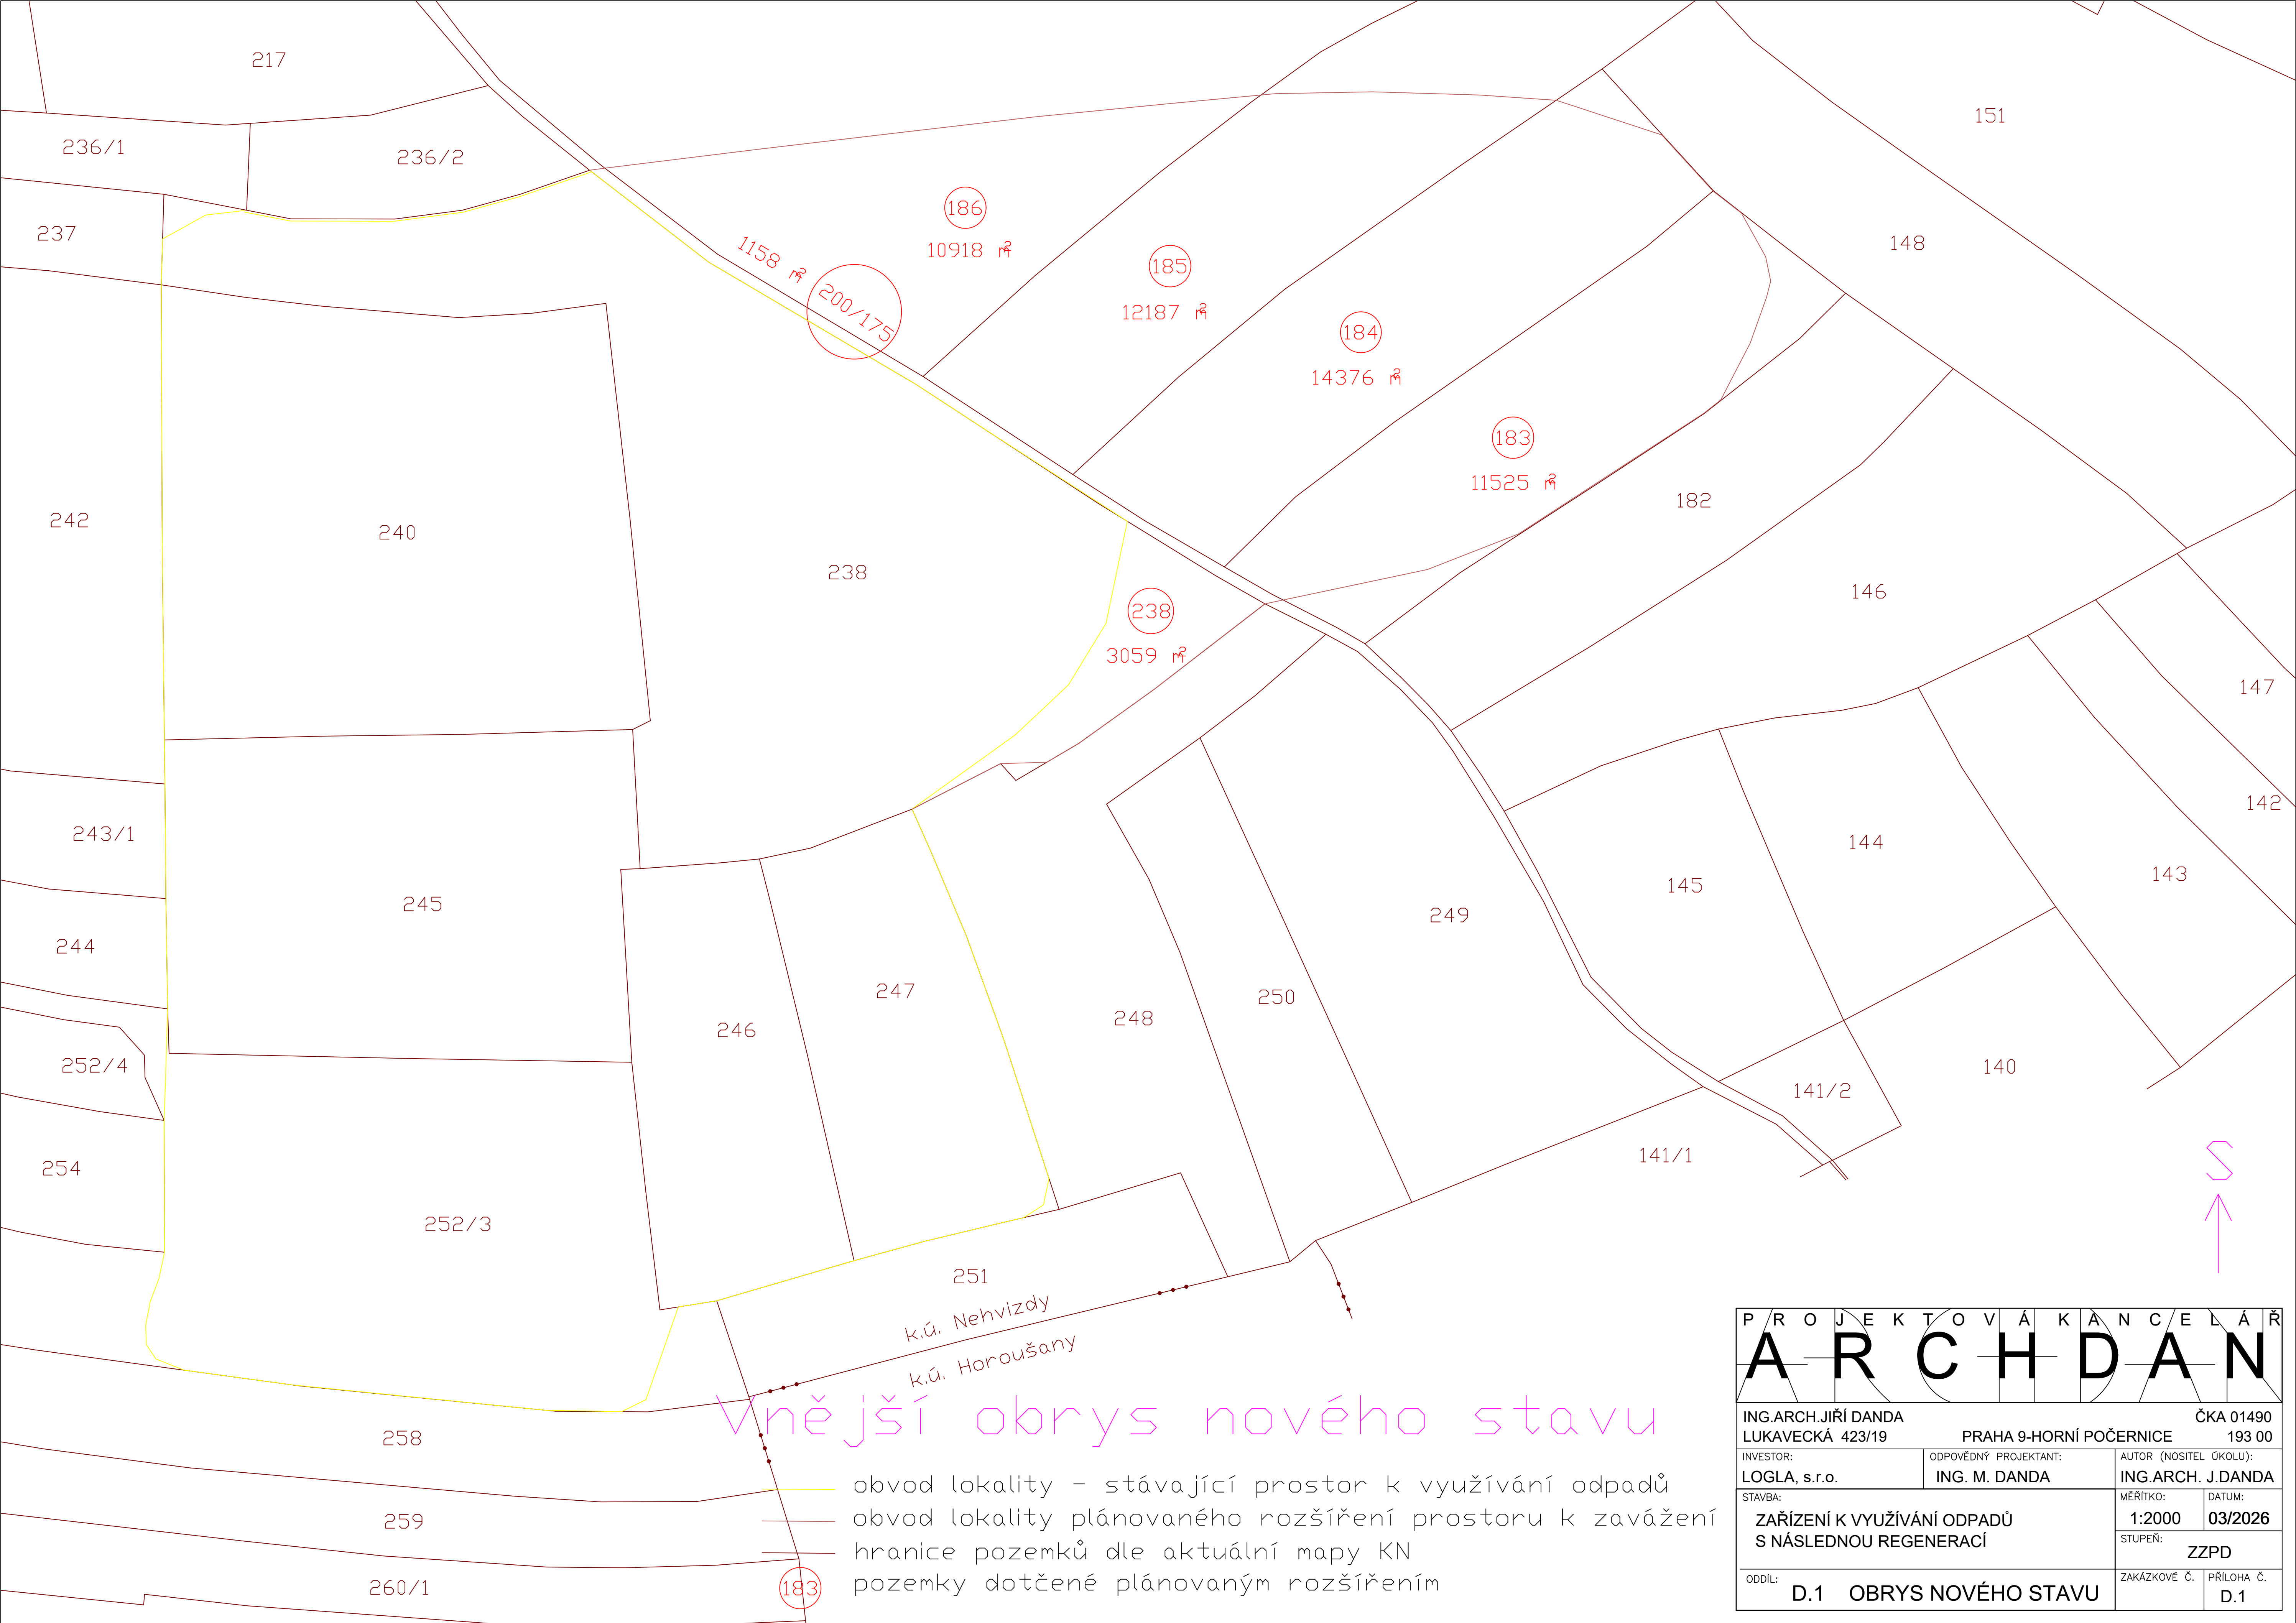 217
151
236/1
236/2
186
237
10918 m²
148
1158 m²
185
200/175
12187 m²
184
14376 m²
183
11525 m²
182
242
240
238
146
238
3059 m²
147
142
243/1
144
143
145
245
249
244
247
250
246
248
252/4
140
141/2
141/1
254
252/3
S
251
k.ú. Nehvizdy
k.ú. Horoušany
258
259
260/1
Vnější obrys nového stavu
obvod lokality - stávající prostor k využívání odpadů
obvod lokality plánovaného rozšíření prostoru k zavážení
hranice pozemků dle aktuální mapy KN
183 pozemky dotčené plánovaným rozšířením
PROJEKTOVÁ KANCELÁŘ
ARCHDAN
ING.ARCH.JIŘÍ DANDA ČKA 01490
LUKAVECKÁ 423/19 PRAHA 9-HORNÍ POČERNICE 193 00
INVESTOR: ODPOVĚDNÝ PROJEKTANT: AUTOR (NOSITEL ÚKOLU):
LOGLA, s.r.o. ING. M. DANDA ING.ARCH. J.DANDA
STAVBA: MĚŘÍTKO: DATUM:
ZAŘÍZENÍ K VYUŽÍVÁNÍ ODPADŮ 1:2000 03/2026
S NÁSLEDNOU REGENERACÍ
STUPEŇ:
ZZPD
ODDÍL: ZAKÁZKOVÉ Č. PŘÍLOHA Č.
D.1 OBRYS NOVÉHO STAVU D.1